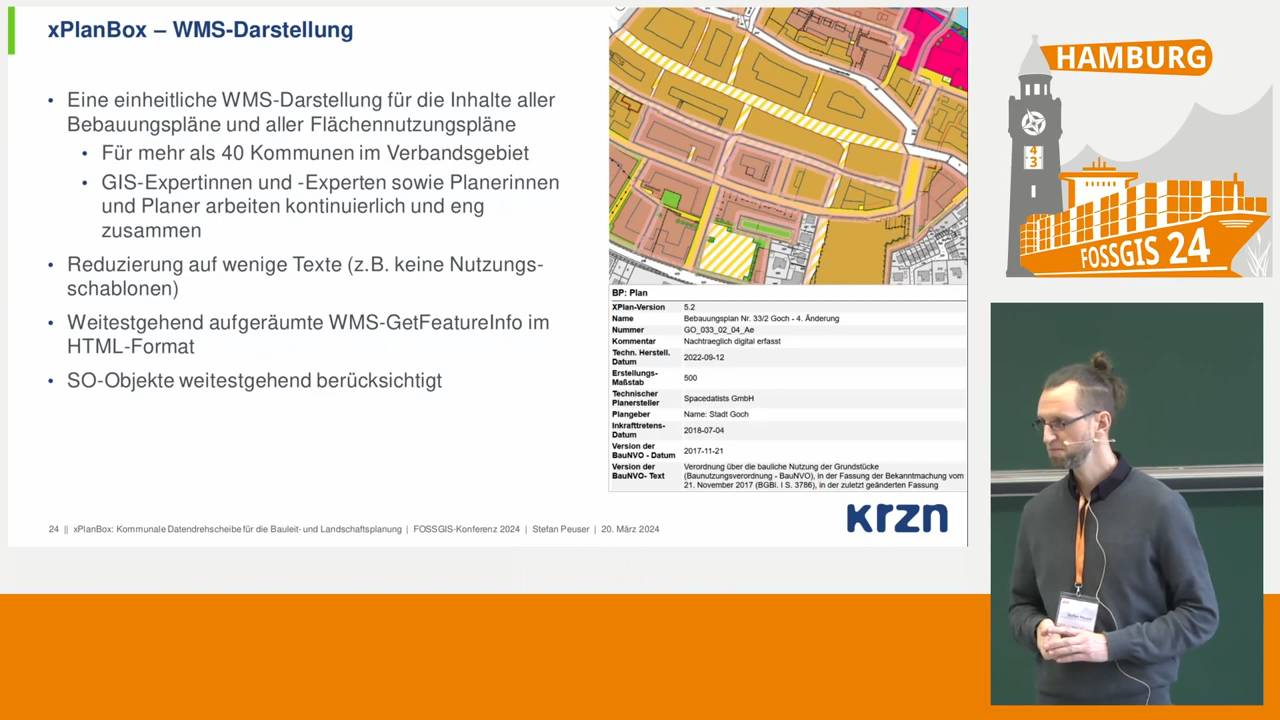 xPlanBox – WMS-Darstellung
• Eine einheitliche WMS-Darstellung für die Inhalte aller
Bebauungspläne und aller Flächennutzungspläne
• Für mehr als 40 Kommunen im Verbandsgebiet
• GIS-Expertinnen und -Experten sowie Planerinnen
und Planer arbeiten kontinuierlich und eng
zusammen
• Reduzierung auf wenige Texte (z.B. keine Nutzungs-
schablonen)
• Weitestgehend aufgeräumte WMS-GetFeatureInfo im
HTML-Format
• SO-Objekte weitestgehend berücksichtigt
BP: Plan
XPlan-Version 5.2
Name Bebauungsplan Nr. 33/2 Goch - 4. Änderung
Nummer GO_033_02_04_Ae
Kommentar Nachtraeglich digital erfasst
Techn. Herstell.
Datum 2022-09-12
Erstellungs-
Maßstab 500
Technischer
Planersteller Spacedatists GmbH
Plangeber Name: Stadt Goch
Inkrafttretens-
Datum 2018-07-04
Version der
BauNVO - Datum 2017-11-21
Version der
BauNVO- Text Verordnung über die bauliche Nutzung der Grundstücke
(Baunutzungsverordnung - BauNVO), in der Fassung der Bekanntmachung vom
21. November 2017 (BGBl. I S. 3786), in der zuletzt geänderten Fassung
krzn
24 || xPlanBox: Kommunale Datendrehscheibe für die Bauleit- und Landschaftsplanung | FOSSGIS-Konferenz 2024 | Stefan Peuser | 20. März 2024
HAMBURG
4
3
FOSSGIS 24
Stefan Peuser